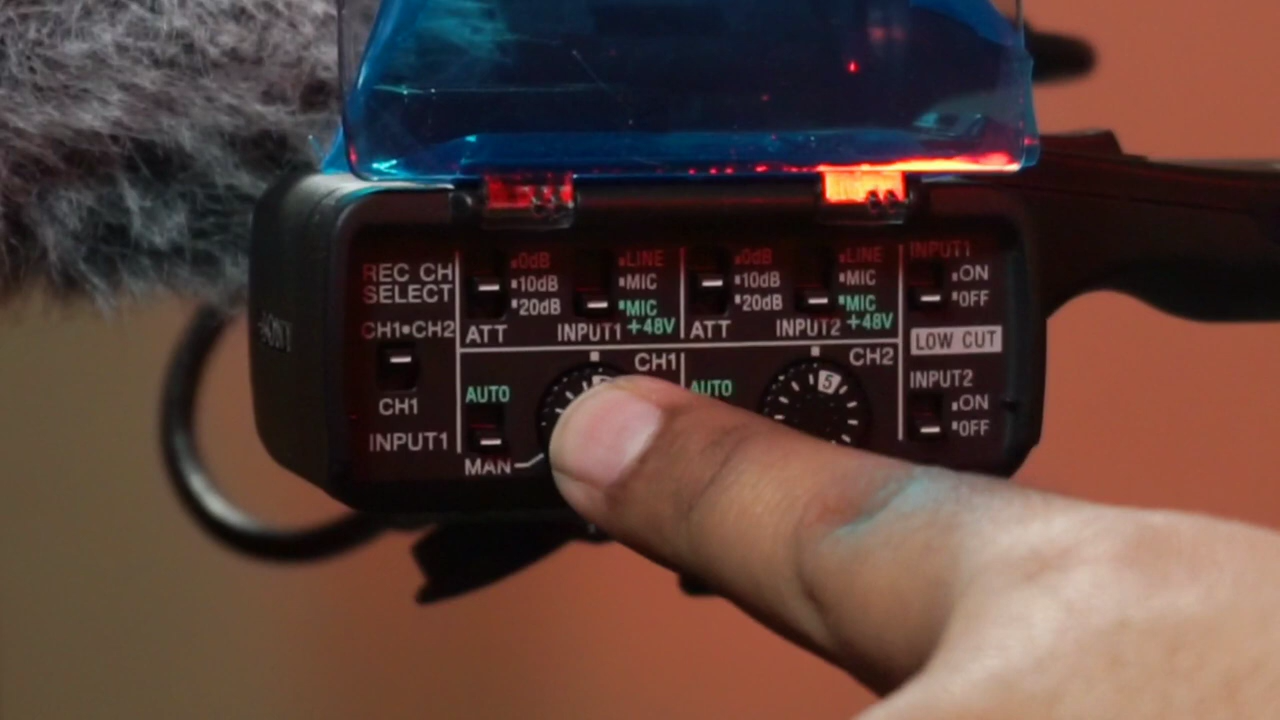 REC CH
SELECT
CH1•CH2
CH1
INPUT1
0dB
10dB
20dB
ATT
LINE
MIC
MIC
+48V
INPUT1
0dB
10dB
20dB
ATT
LINE
MIC
MIC
+48V
INPUT2
INPUT1
ON
OFF
LOW CUT
INPUT2
ON
OFF
CH1
AUTO
MAN
CH2
AUTO
5
SONY